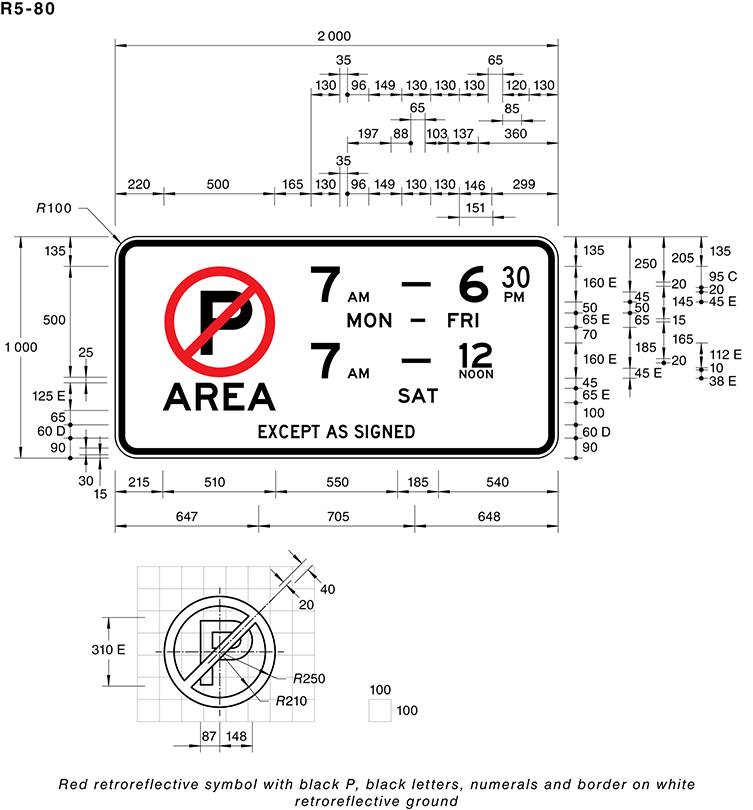 R5-80
2 000
35 65
130 96 149 130 130 130 120 130
65 85
197 88 103 137 360
35
220 500 165 130 96 149 130 130 146 299
151
R100
135
500
1 000
25
125 E
65
60 D
90
30
15
7 AM – 6 30 PM
MON – FRI
7 AM – 12 NOON
SAT
P
AREA
EXCEPT AS SIGNED
135
160 E
50
65 E
70
160 E
45
65 E
100
60 D
90
250
45
50
65
185
45 E
205
20
145
15
165
20
135
95 C
20
45 E
112 E
10
38 E
215 510 550 185 540
647 705 648
40
20
310 E
P
R250
R210
87 148
100
100
Red retroreflective symbol with black P, black letters, numerals and border on white
retroreflective ground